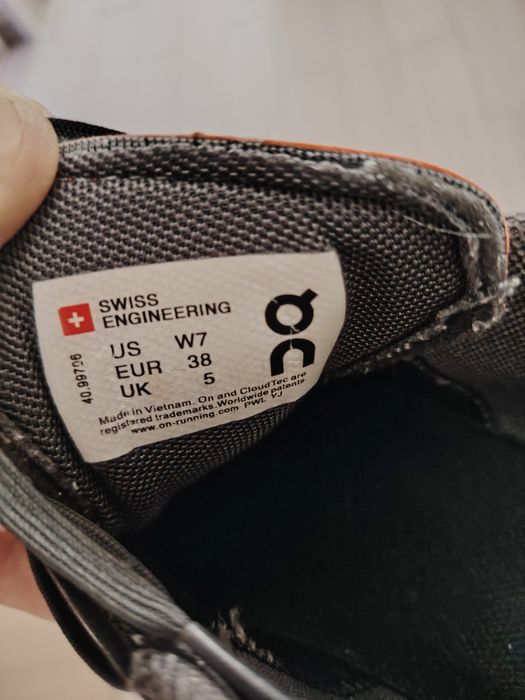 SWISS
ENGINEERING
US W7
EUR 38
UK 5
40.99706
Made in Vietnam. On and CloudTec are
registered trademarks. Worldwide patents.
www.on-running.com PWL YJ